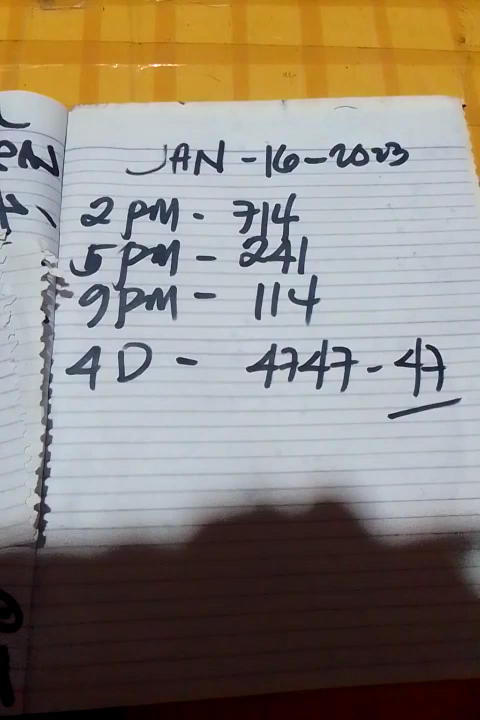 JAN-16-2023
2 PM - 714
5 PM - 241
9 PM - 114
4D - 4747-47